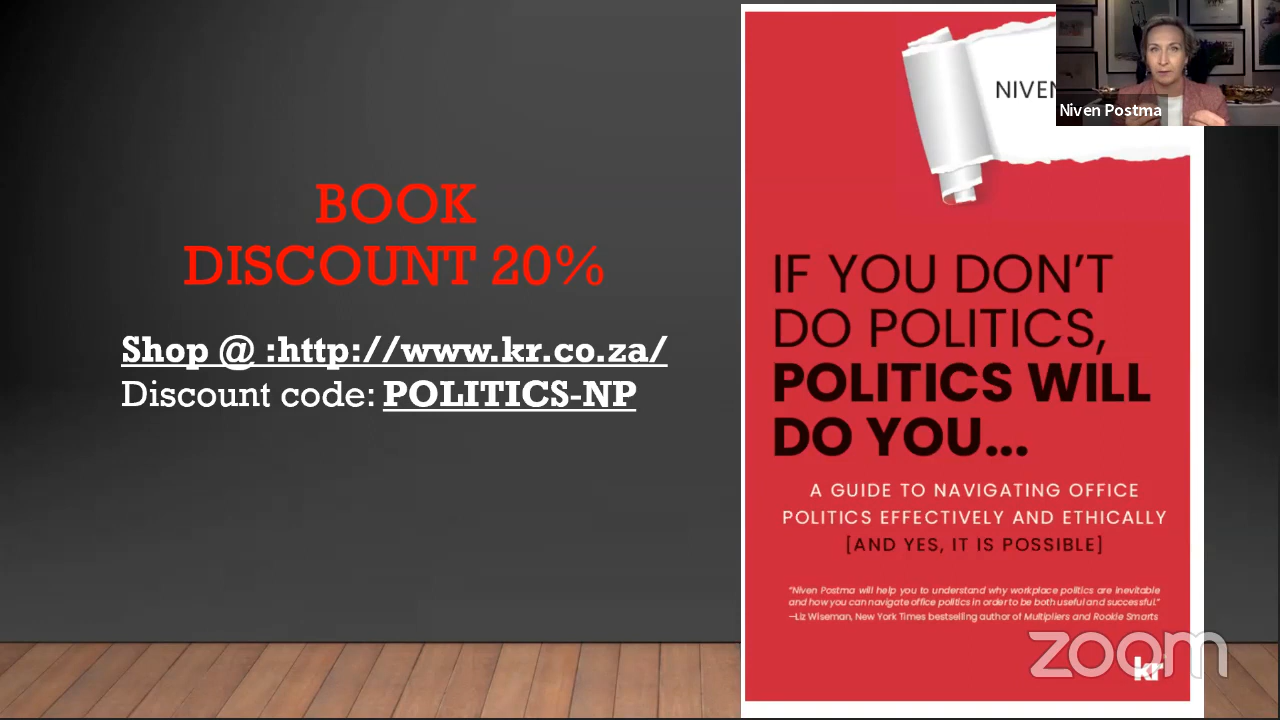 BOOK
DISCOUNT 20%
Shop @ :http://www.kr.co.za/
Discount code: POLITICS-NP
NIVEN
Niven Postma
IF YOU DON'T
DO POLITICS,
POLITICS WILL
DO YOU...
A GUIDE TO NAVIGATING OFFICE
POLITICS EFFECTIVELY AND ETHICALLY
[AND YES, IT IS POSSIBLE]
"Niven Postma will help you to understand why workplace politics are inevitable
and how you can navigate office politics in order to be both useful and successful."
—Liz Wiseman, New York Times bestselling author of Multipliers and Rookie Smarts
zoom
kr